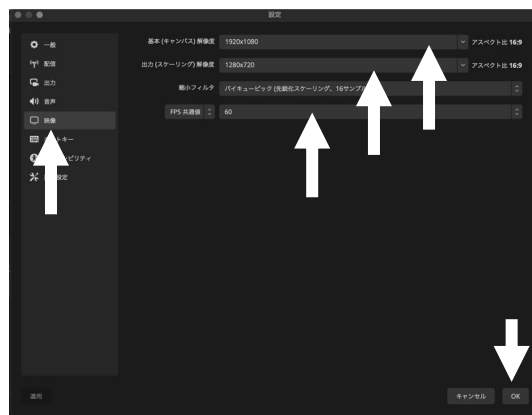 設定
一般
配信
出力
音声
映像
基本 (キャンバス) 解像度 1920x1080 アスペクト比 16:9
出力 (スケーリング) 解像度 1280x720 アスペクト比 16:9
縮小フィルタ バイキュービック (先鋭化スケーリング、16サンプ
FPS 共通値 60
適用
キャンセル OK